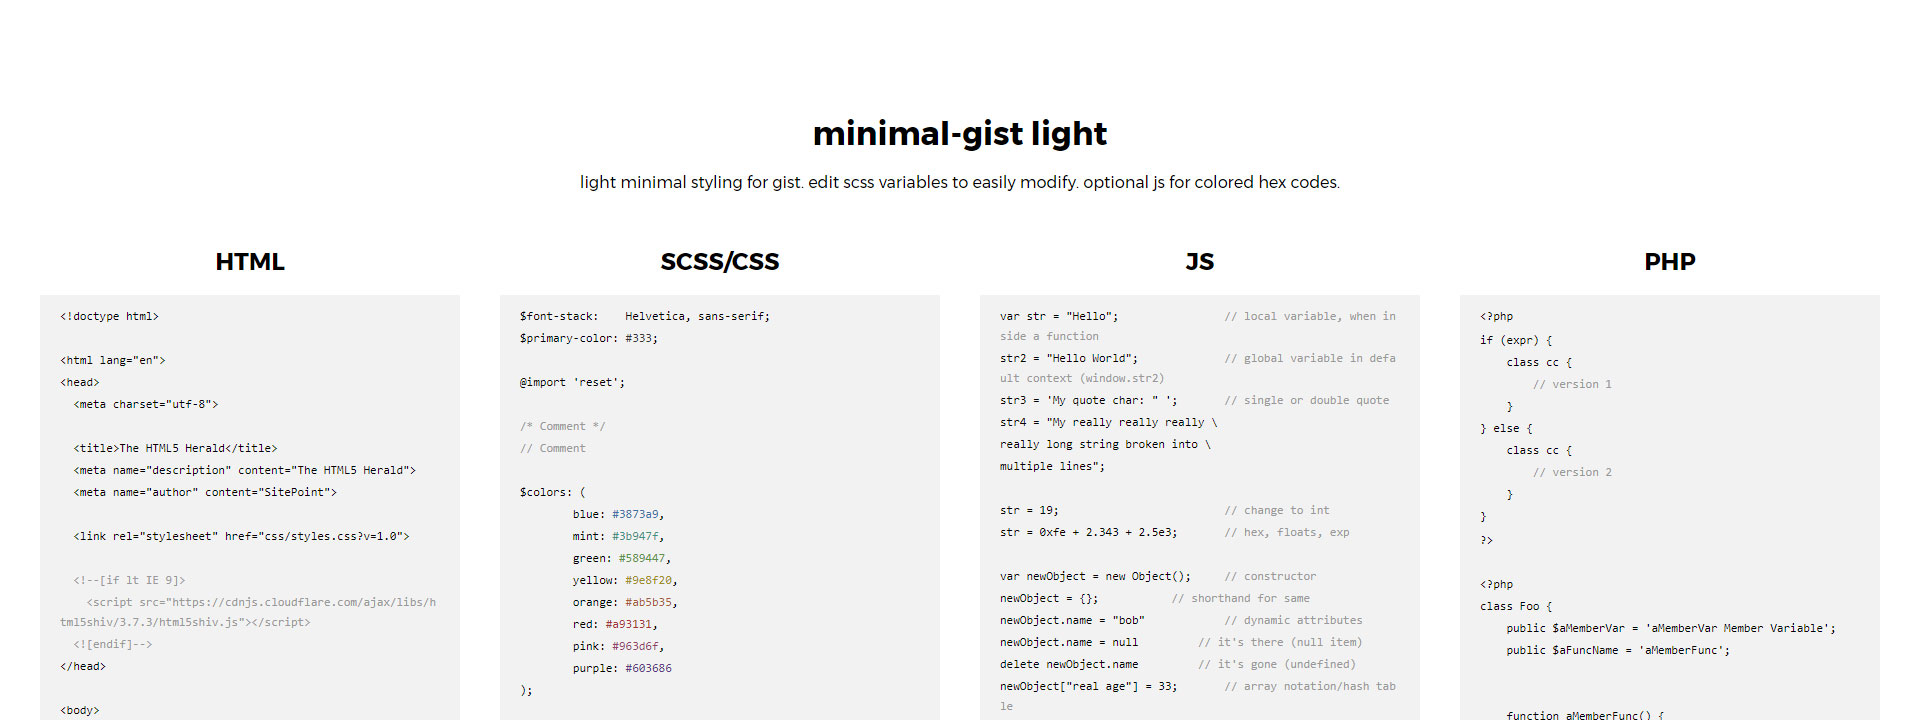 minimal-gist light
light minimal styling for gist. edit scss variables to easily modify. optional js for colored hex codes.
HTML
<!doctype html>
<html lang="en">
<head>
<meta charset="utf-8">
<title>The HTML5 Herald</title>
<meta name="description" content="The HTML5 Herald">
<meta name="author" content="SitePoint">
<link rel="stylesheet" href="css/styles.css?v=1.0">
<!--[if lt IE 9]>
<script src="https://cdnjs.cloudflare.com/ajax/libs/h
tml5shiv/3.7.3/html5shiv.js"></script>
<![endif]-->
</head>
<body>
SCSS/CSS
$font-stack:    Helvetica, sans-serif;
$primary-color: #333;
@import 'reset';
/* Comment */
// Comment
$colors: (
blue: #3873a9,
mint: #3b947f,
green: #589447,
yellow: #9e8f20,
orange: #ab5b35,
red: #a93131,
pink: #963d6f,
purple: #603686
);
JS
var str = "Hello";                // local variable, when in
side a function
str2 = "Hello World";             // global variable in defa
ult context (window.str2)
str3 = 'My quote char: " ';       // single or double quote
str4 = "My really really really \
really long string broken into \
multiple lines";
str = 19;                         // change to int
str = 0xfe + 2.343 + 2.5e3;       // hex, floats, exp
var newObject = new Object();     // constructor
newObject = {};           // shorthand for same
newObject.name = "bob"            // dynamic attributes
newObject.name = null         // it's there (null item)
delete newObject.name         // it's gone (undefined)
newObject["real age"] = 33;       // array notation/hash tab
le
PHP
<?php
if (expr) {
class cc {
// version 1
}
} else {
class cc {
// version 2
}
}
?>
<?php
class Foo {
public $aMemberVar = 'aMemberVar Member Variable';
public $aFuncName = 'aMemberFunc';
function aMemberFunc() {